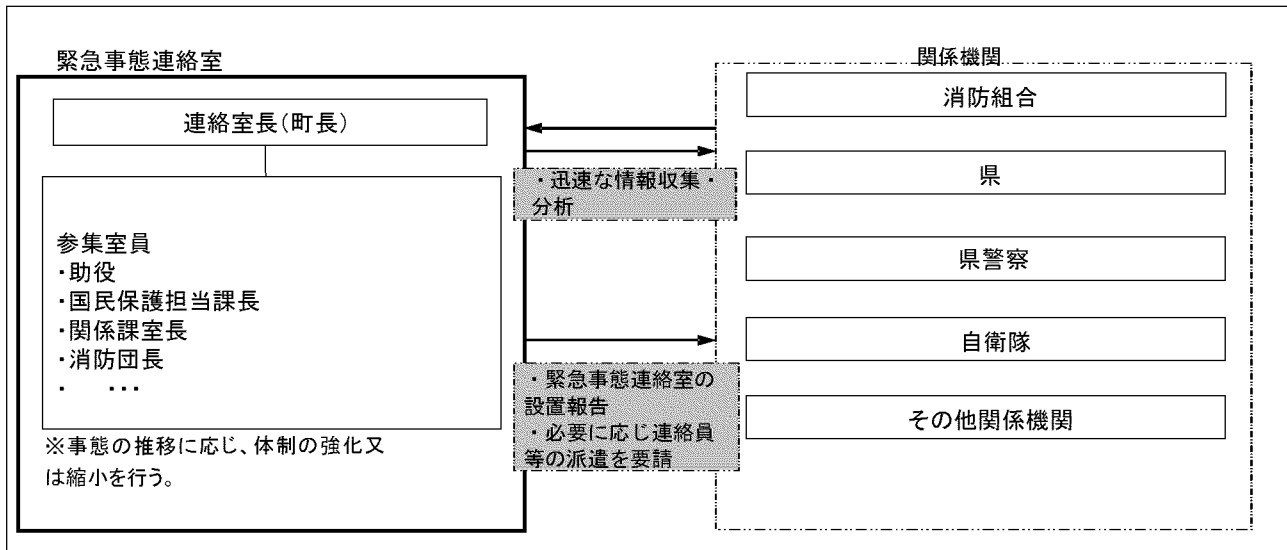 緊急事態連絡室
連絡室長(町長)
参集室員
・助役
・国民保護担当課長
・関係課室長
・消防団長
・ ･･･
※事態の推移に応じ、体制の強化又
は縮小を行う。
・迅速な情報収集・
分析
・緊急事態連絡室の
設置報告
・必要に応じ連絡員
等の派遣を要請
関係機関
消防組合
県
県警察
自衛隊
その他関係機関